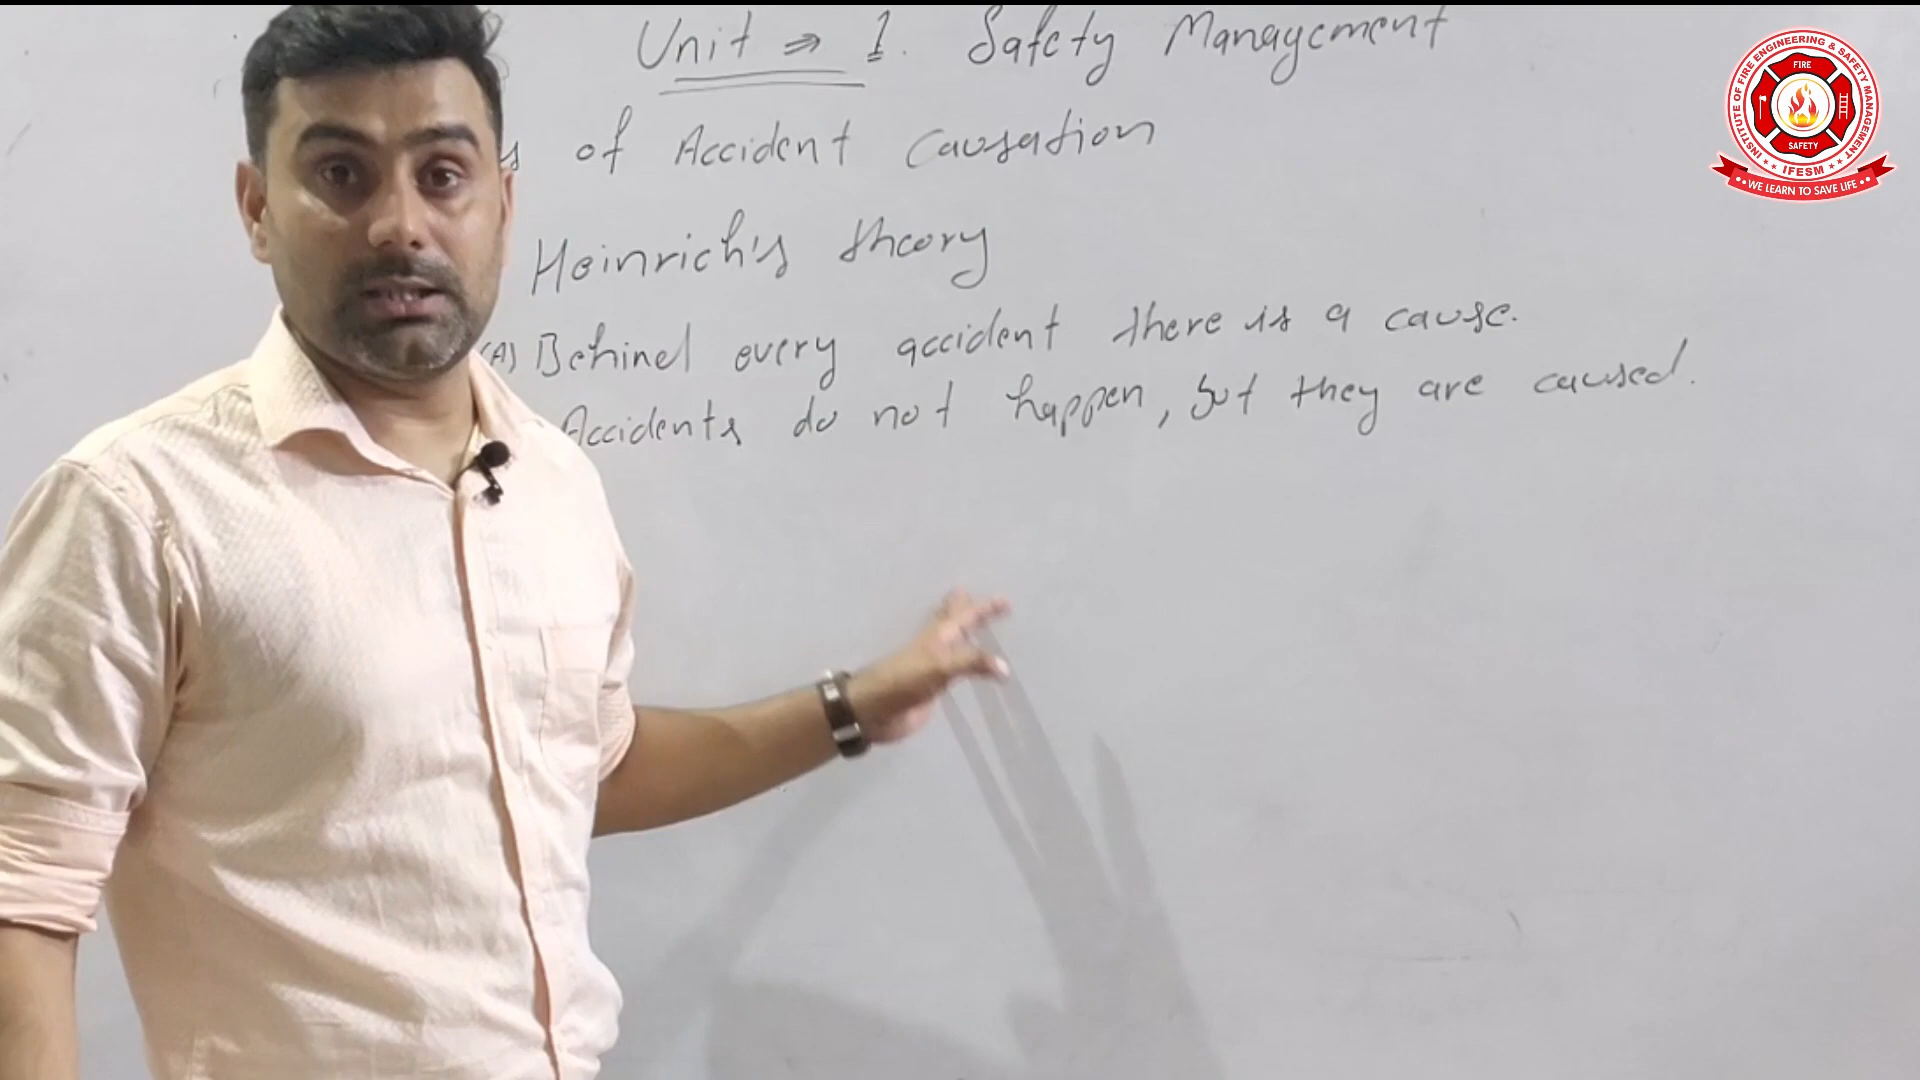 Unit ⇒ 1. Safety Management
of Accident Causation
Heinrich's theory
(A) Behind every accident there is a cause.
Accidents do not happen, but they are caused.
INSTITUTE OF FIRE ENGINEERING & SAFETY MANAGEMENT
FIRE
SAFETY
IFESM
WE LEARN TO SAVE LIFE